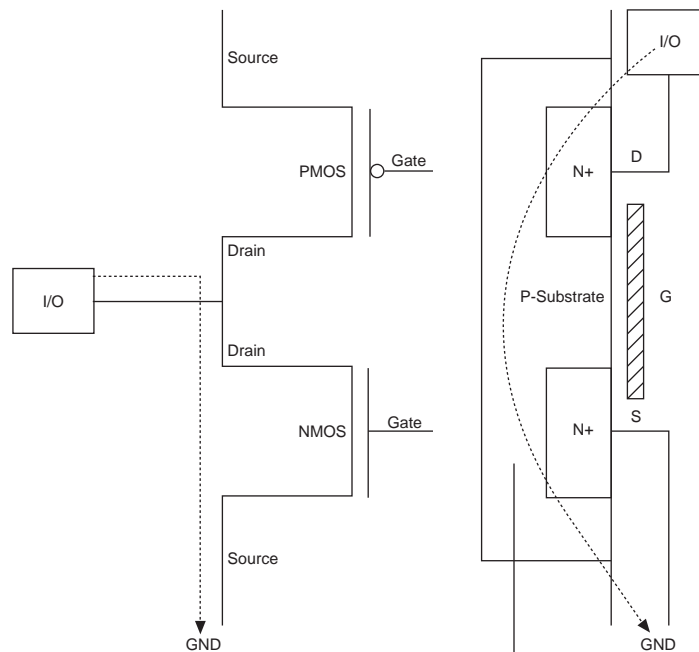 Source
PMOS
Gate
Drain
I/O
Drain
NMOS
Gate
Source
GND
I/O
D
N+
P-Substrate
G
S
N+
GND